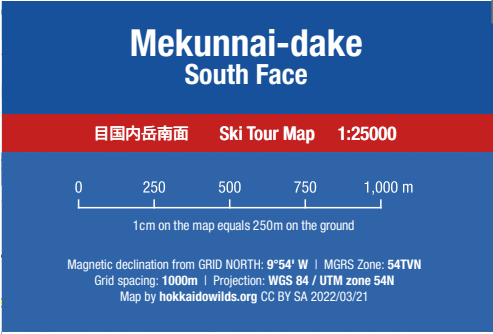 Mekunnai-dake
South Face
目国内岳南面 Ski Tour Map 1:25000
0 250 500 750 1,000 m
1cm on the map equals 250m on the ground
Magnetic declination from GRID NORTH: 9°54' W | MGRS Zone: 54TVN
Grid spacing: 1000m | Projection: WGS 84 / UTM zone 54N
Map by hokkaidowilds.org CC BY SA 2022/03/21